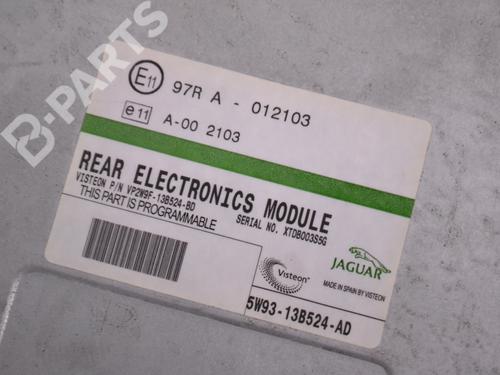 B-PARTS
E11 97R A - 012103
e11 A-00 2103
REAR ELECTRONICS MODULE
VISTEON P/N VP2W9F-13B524-BD SERIAL NO. XTDB003S5G
THIS PART IS PROGRAMMABLE
Visteon
JAGUAR
MADE IN SPAIN BY VISTEON
5W93-13B524-AD